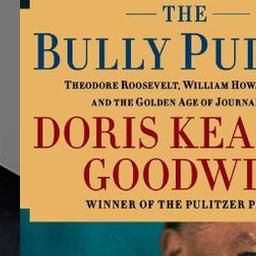 THE
BULLY PUL
THEODORE ROOSEVELT, WILLIAM HOWA
AND THE GOLDEN AGE OF JOURNA
DORIS KEA
GOODWI
WINNER OF THE PULITZER P